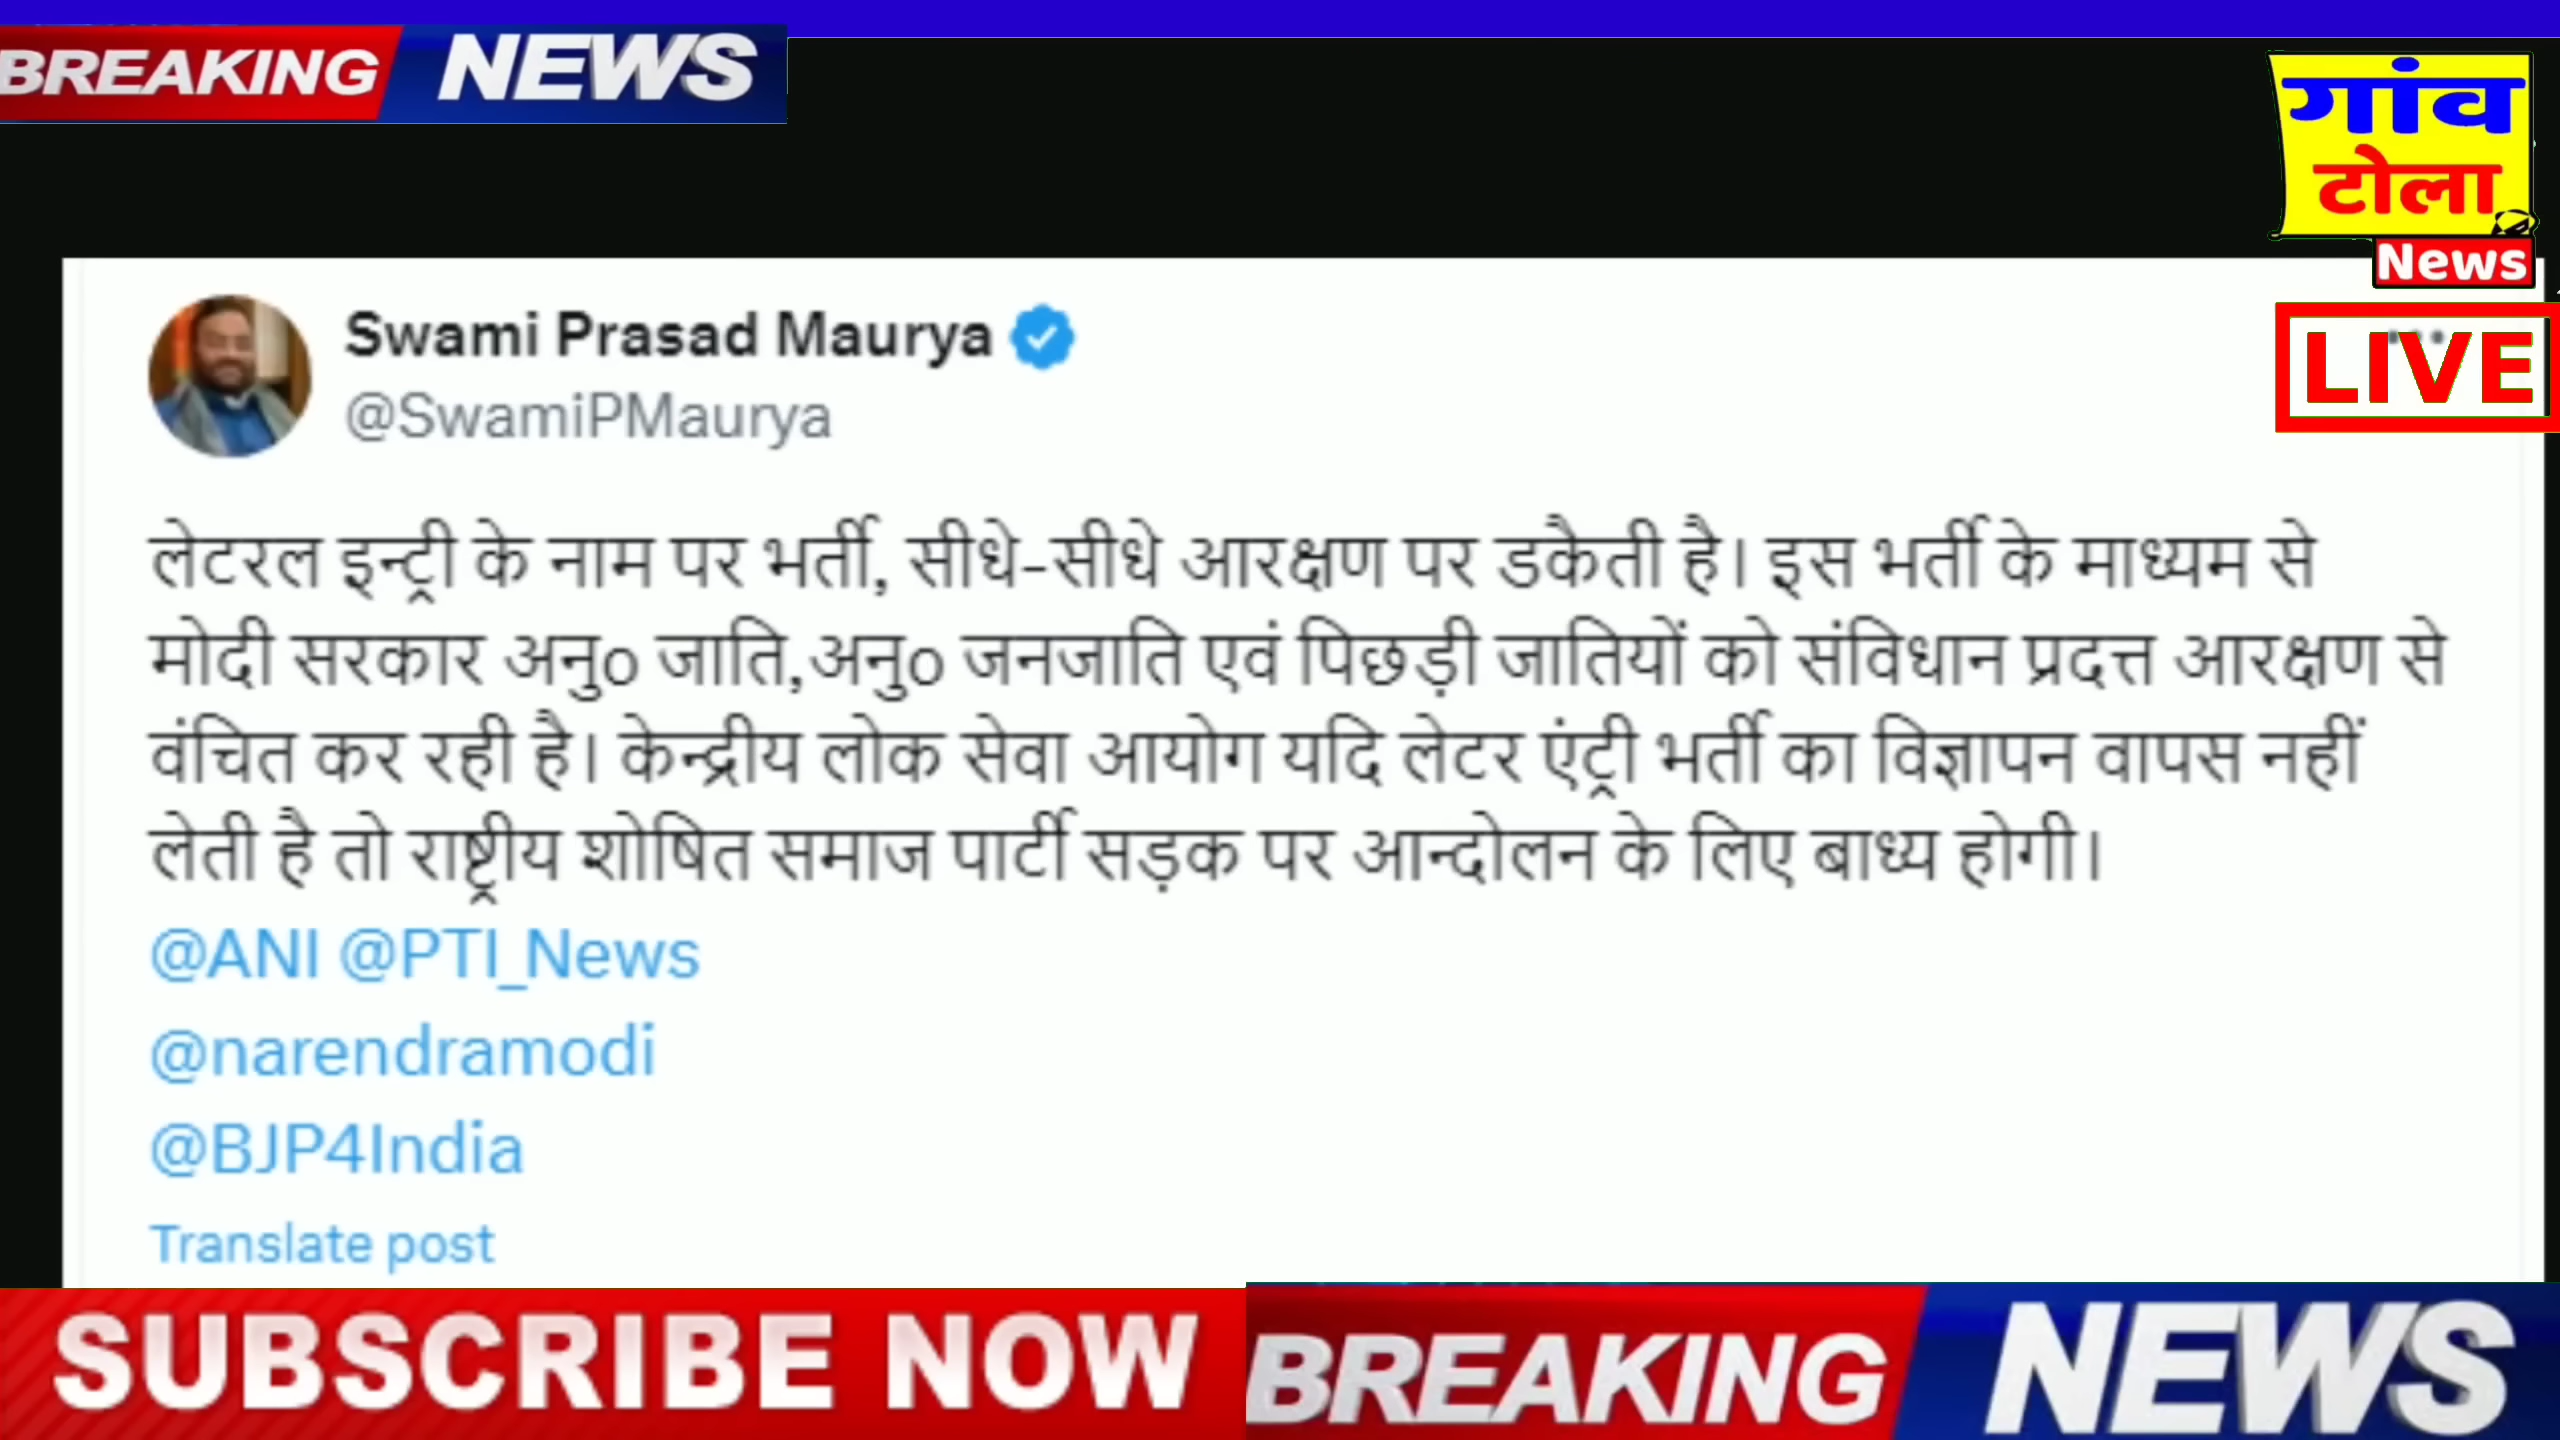 BREAKING NEWS
गांव
टोला
News
LIVE
Swami Prasad Maurya
@SwamiPMaurya
लेटरल इन्ट्री के नाम पर भर्ती, सीधे-सीधे आरक्षण पर डकैती है। इस भर्ती के माध्यम से
मोदी सरकार अनुo जाति,अनुo जनजाति एवं पिछड़ी जातियों को संविधान प्रदत्त आरक्षण से
वंचित कर रही है। केन्द्रीय लोक सेवा आयोग यदि लेटर एंट्री भर्ती का विज्ञापन वापस नहीं
लेती है तो राष्ट्रीय शोषित समाज पार्टी सड़क पर आन्दोलन के लिए बाध्य होगी।
@ANI @PTI_News
@narendramodi
@BJP4India
Translate post
SUBSCRIBE NOW BREAKING NEWS